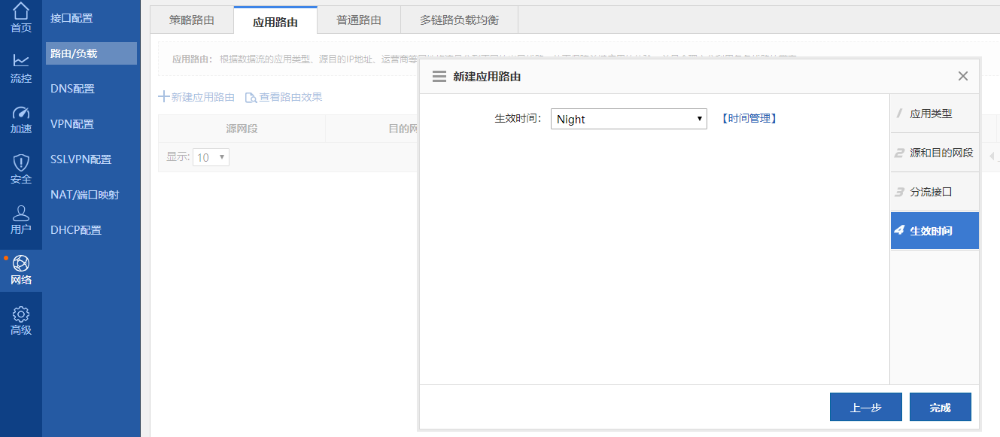 首页
流控
加速
安全
用户
网络
高级
接口配置
路由/负载
DNS配置
VPN配置
SSLVPN配置
NAT/端口映射
DHCP配置
策略路由
应用路由
普通路由
多链路负载均衡
应用路由： 根据数据流的应用类型、源目的IP地址、运营商等
新建应用路由
查看路由效果
源网段
目的网
显示: 10
新建应用路由
生效时间：
Night
【时间管理】
1 应用类型
2 源和目的网段
3 分流接口
4 生效时间
上一步
完成